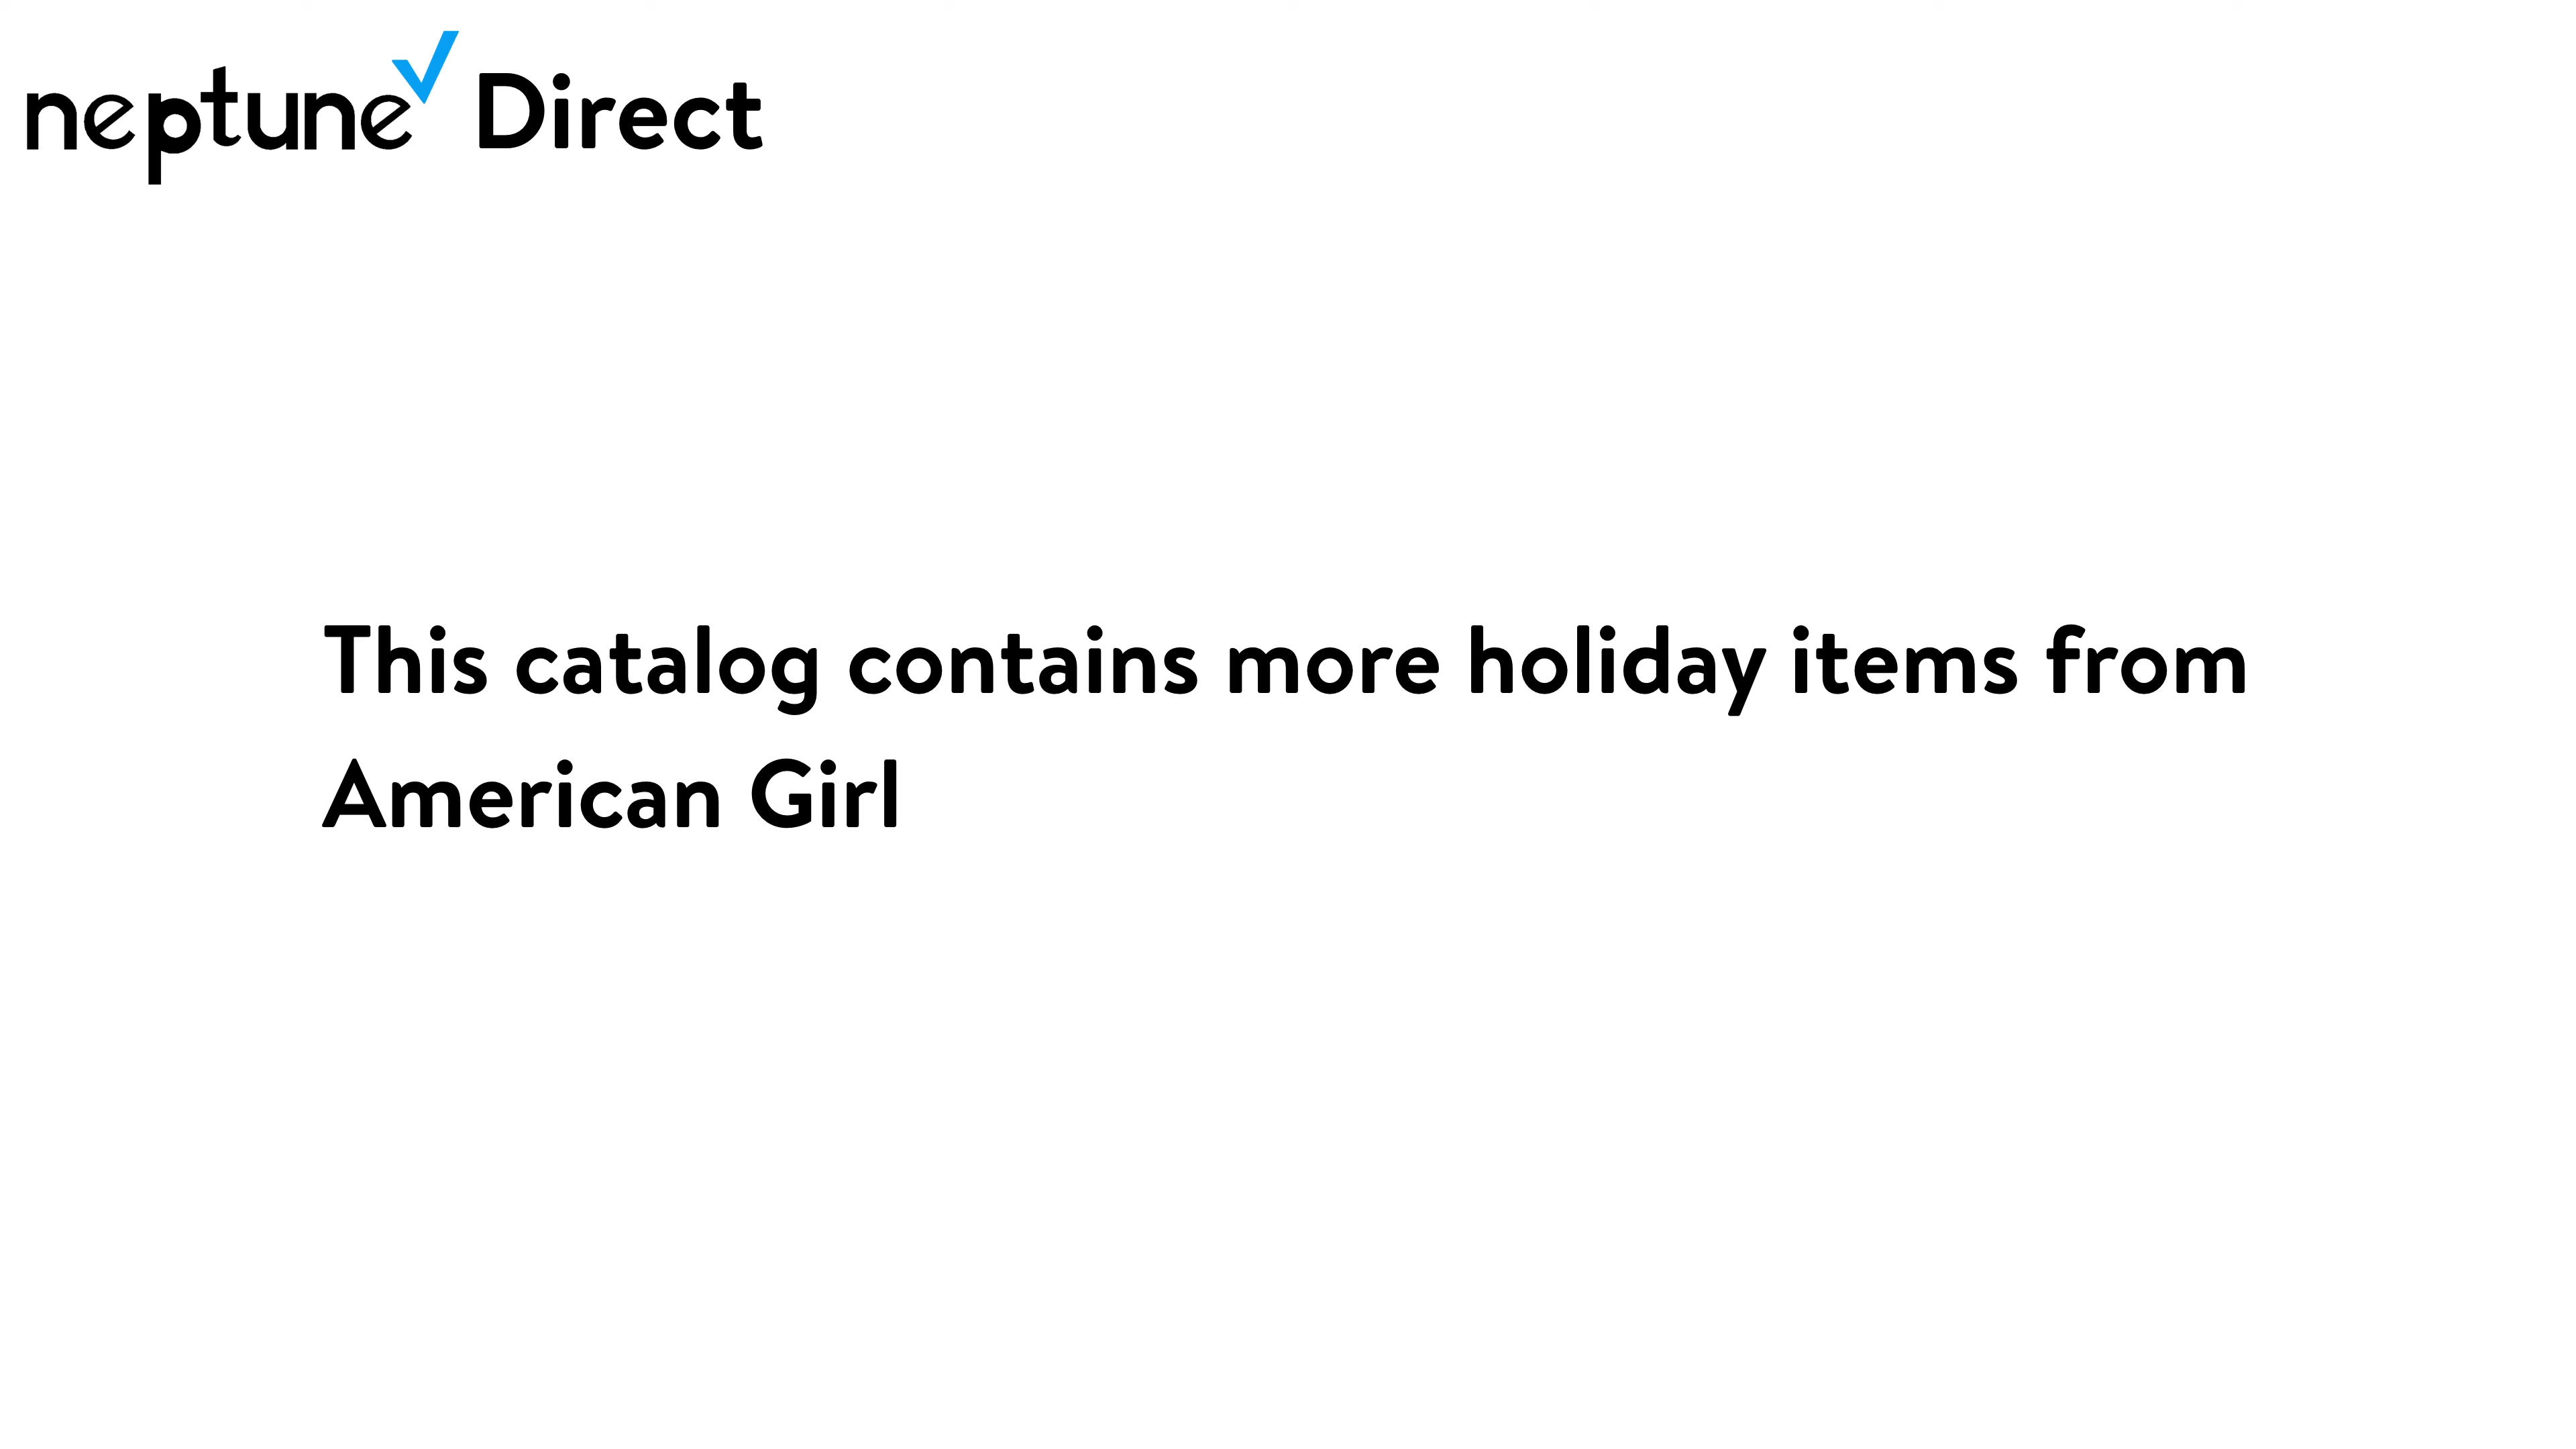 neptune Direct
This catalog contains more holiday items from
American Girl